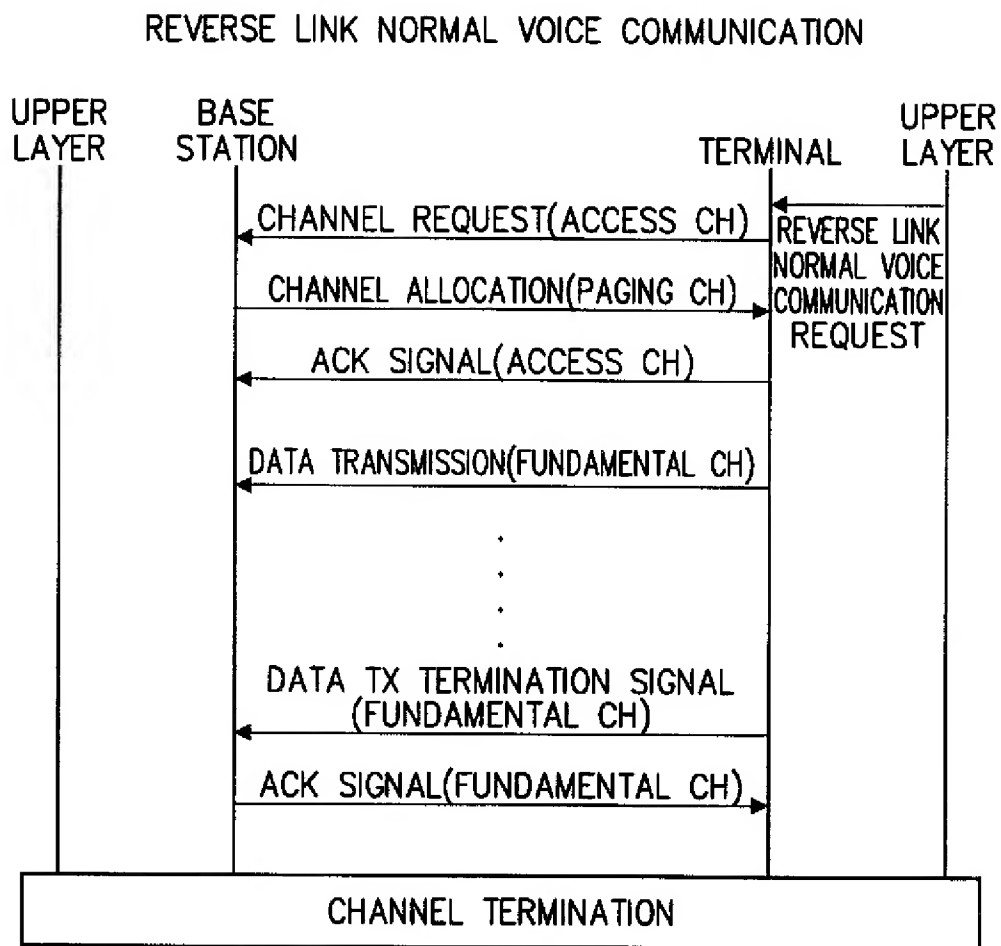 REVERSE LINK NORMAL VOICE COMMUNICATION
UPPER
LAYER
BASE
STATION
TERMINAL
UPPER
LAYER
CHANNEL REQUEST(ACCESS CH)
REVERSE LINK
NORMAL VOICE
COMMUNICATION
REQUEST
CHANNEL ALLOCATION(PAGING CH)
ACK SIGNAL(ACCESS CH)
DATA TRANSMISSION(FUNDAMENTAL CH)
DATA TX TERMINATION SIGNAL
(FUNDAMENTAL CH)
ACK SIGNAL(FUNDAMENTAL CH)
CHANNEL TERMINATION